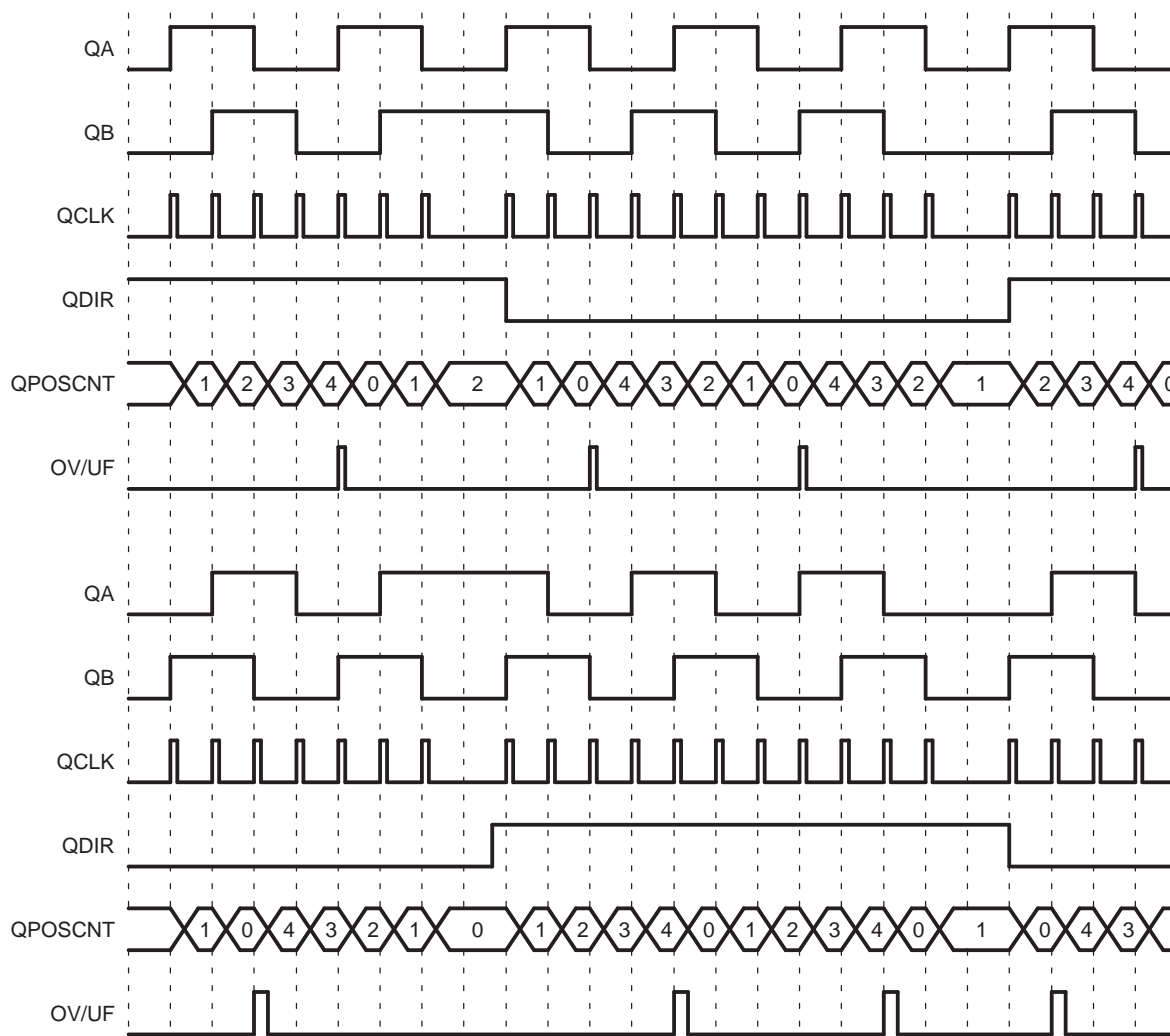 QA
QB
QCLK
QDIR
QPOSCNT 1 2 3 4 0 1 2 1 0 4 3 2 1 0 4 3 2 1 2 3 4 0
OV/UF
QA
QB
QCLK
QDIR
QPOSCNT 1 0 4 3 2 1 0 1 2 3 4 0 1 2 3 4 0 1 0 4 3
OV/UF